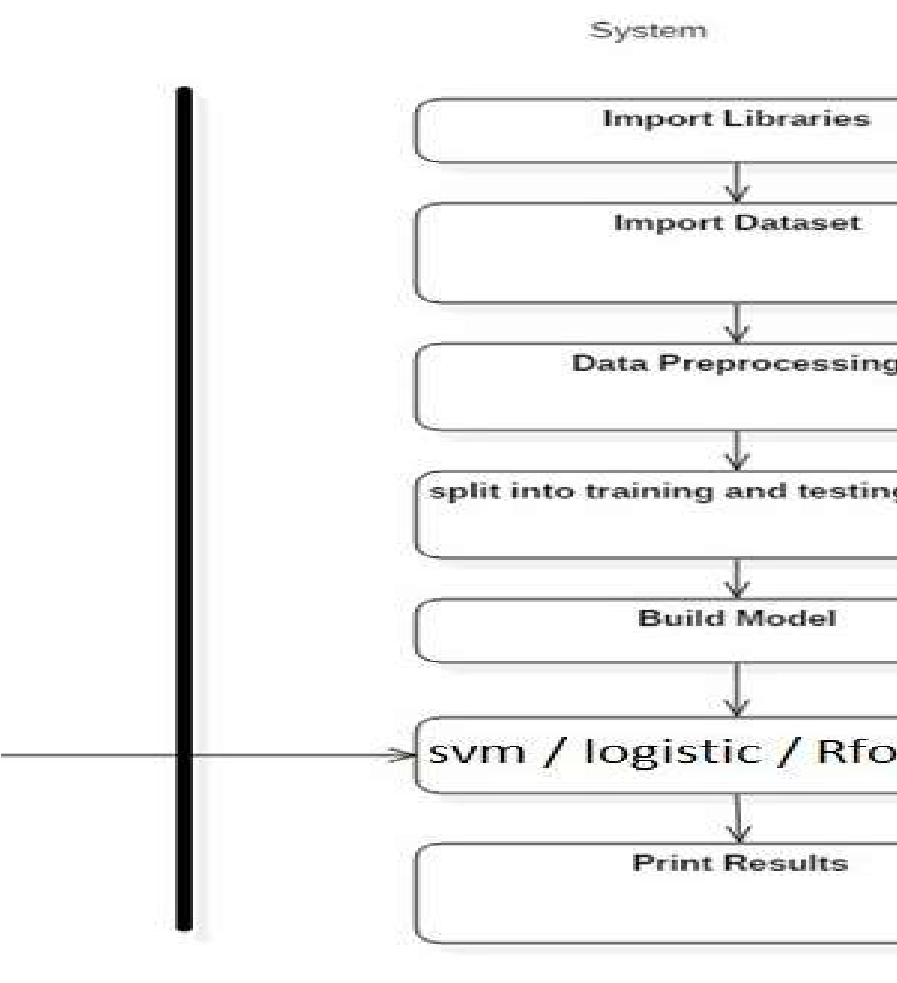 System
Import Libraries
Import Dataset
Data Preprocessing
split into training and testing
Build Model
svm / logistic / Rfo
Print Results